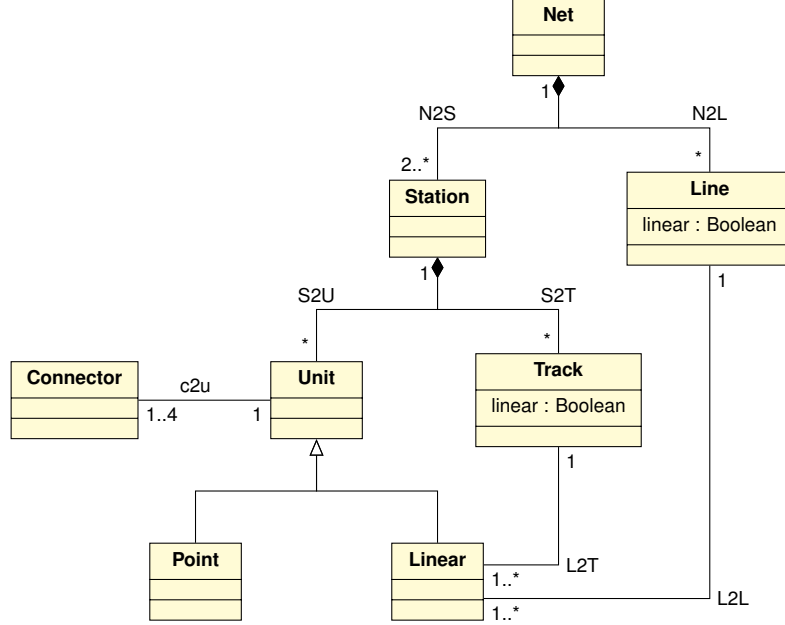 Net
1
N2S
N2L
2..*
*
Station
Line
linear : Boolean
1
1
S2U
S2T
*
*
Connector
c2u
1..4
1
Unit
Track
linear : Boolean
1
Point
Linear
1..*
L2T
1..*
L2L